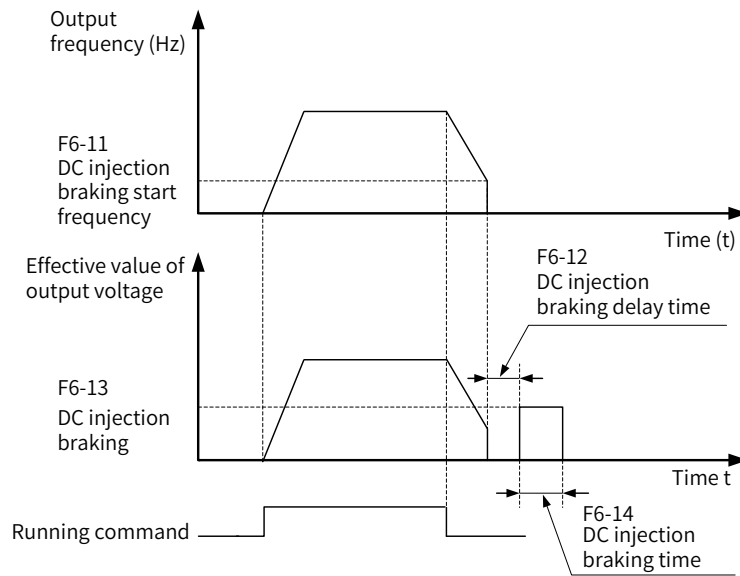 Output
frequency (Hz)
F6-11
DC injection
braking start
frequency
Time (t)
Effective value of
output voltage
F6-12
DC injection
braking delay time
F6-13
DC injection
braking
Time t
Running command
F6-14
DC injection
braking time